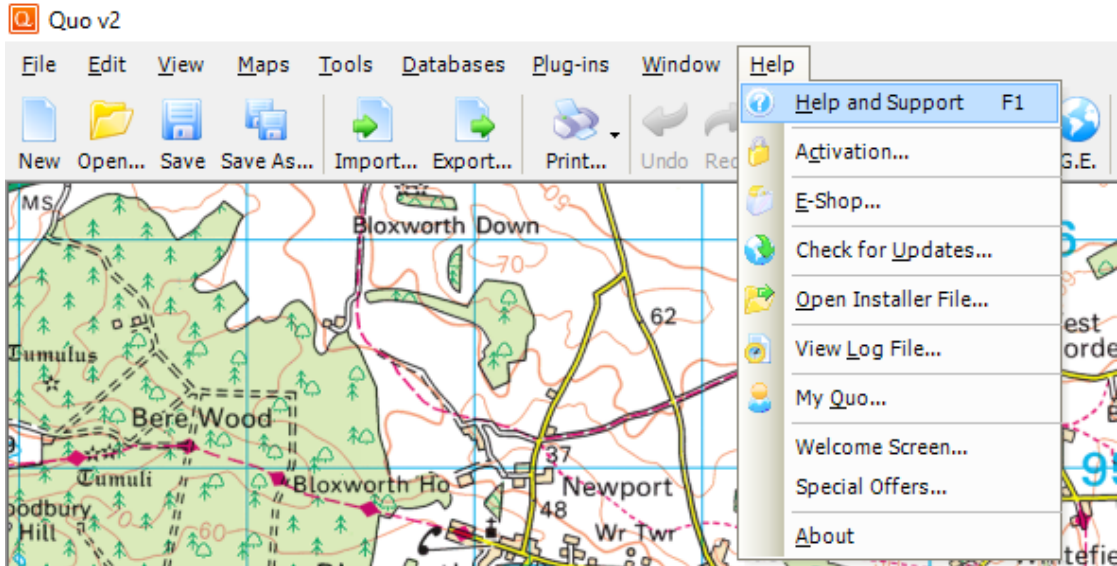 Quo v2
File Edit View Maps Tools Databases Plug-ins Window Help
New Open... Save Save As... Import... Export... Print... Undo G.E.
Help and Support F1
Activation...
E-Shop...
Check for Updates...
Open Installer File...
View Log File...
My Quo...
Welcome Screen...
Special Offers...
About
MS
50
Bloxworth Down
70
62
Tumulus
Bere Wood
37
Tumuli
Bloxworth Ho
Newport
48
Hill
60
Wr Twr